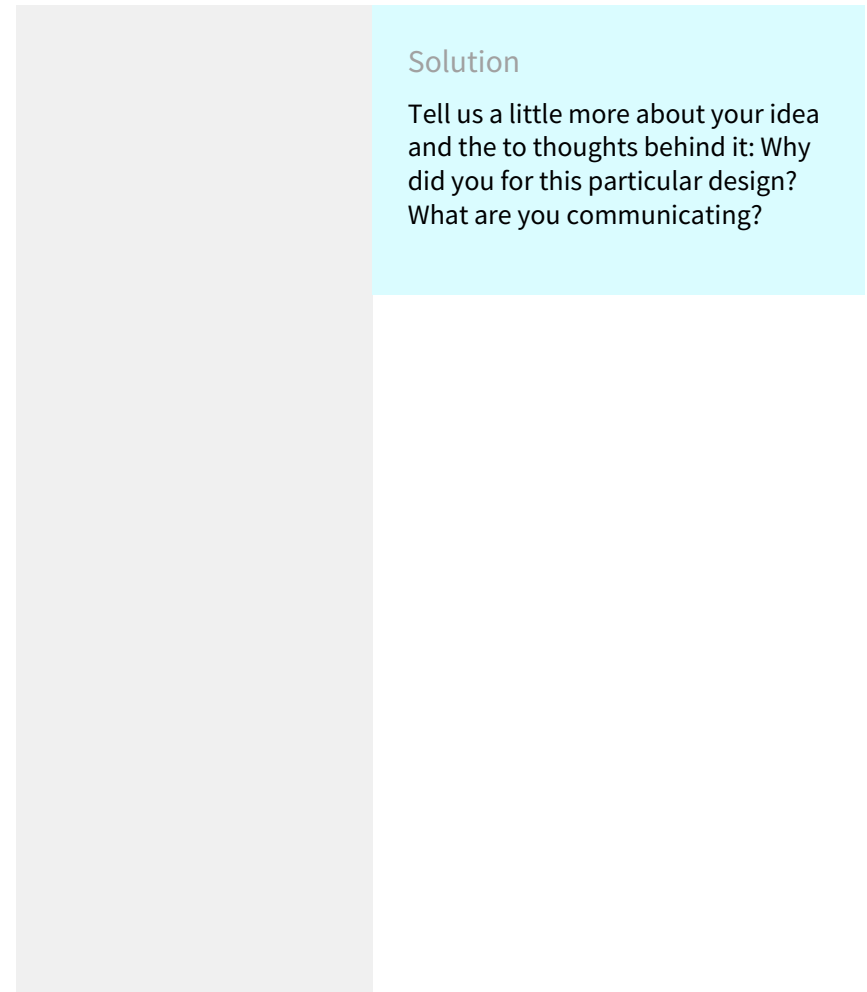 Solution
Tell us a little more about your idea
and the to thoughts behind it: Why
did you for this particular design?
What are you communicating?